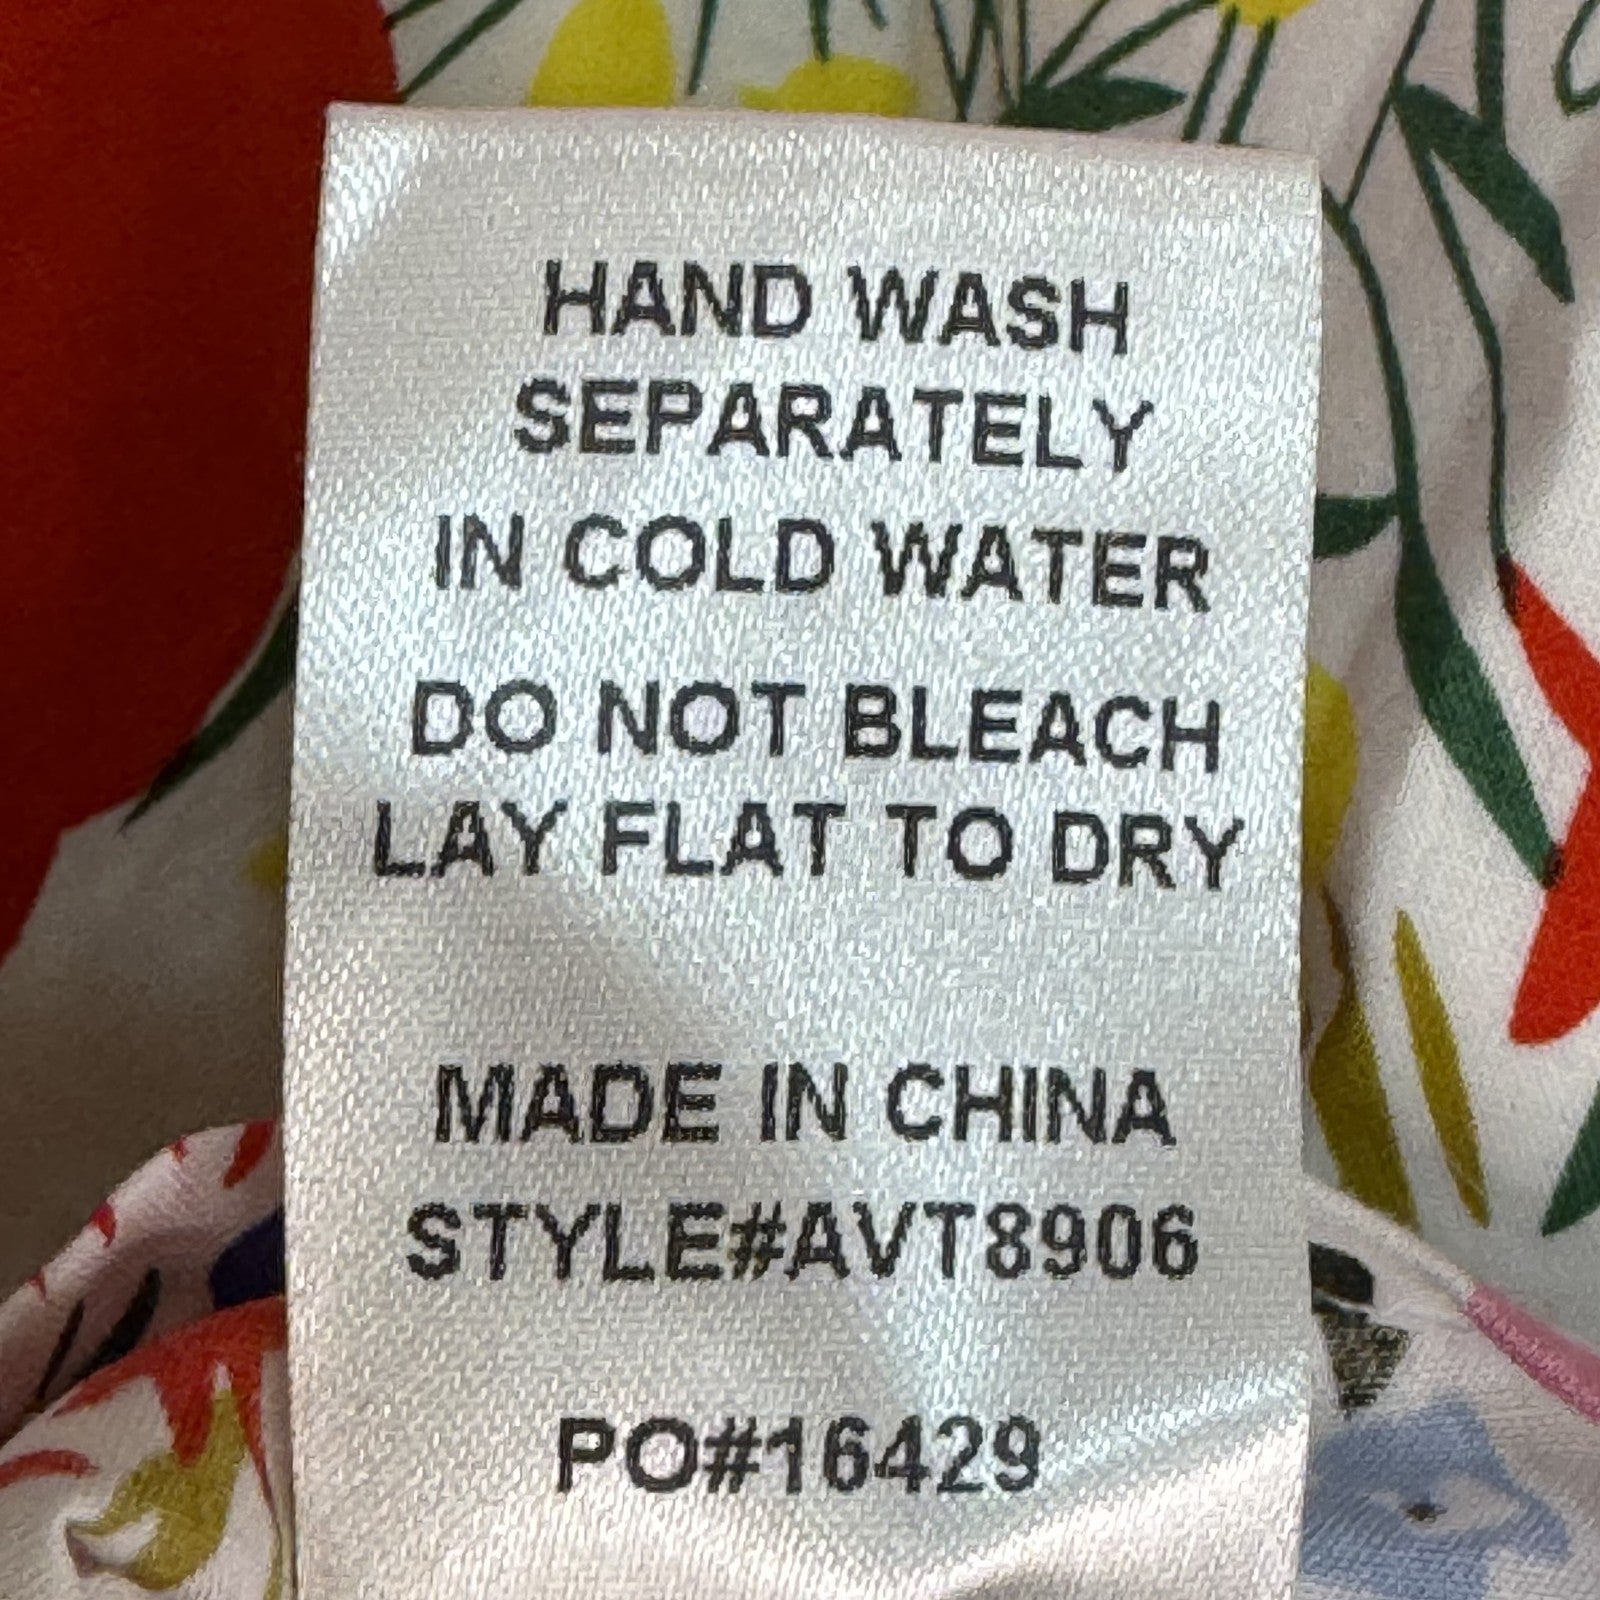 HAND WASH
SEPARATELY
IN COLD WATER
DO NOT BLEACH
LAY FLAT TO DRY
MADE IN CHINA
STYLE#AVT8906
PO#16429